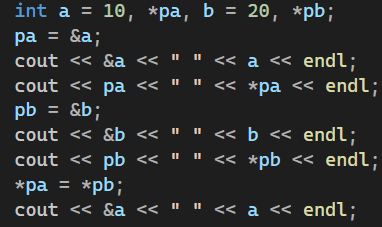 int a = 10, *pa, b = 20, *pb;
pa = &a;
cout << &a << " " << a << endl;
cout << pa << " " << *pa << endl;
pb = &b;
cout << &b << " " << b << endl;
cout << pb << " " << *pb << endl;
*pa = *pb;
cout << &a << " " << a << endl;